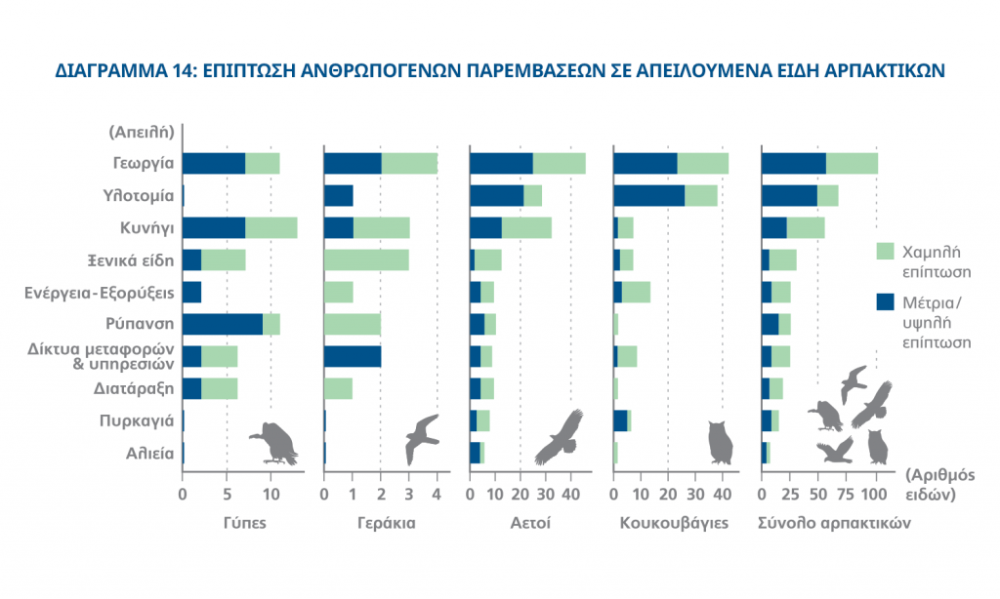 ΔΙΑΓΡΑΜΜΑ 14: ΕΠΙΠΤΩΣΗ ΑΝΘΡΩΠΟΓΕΝΩΝ ΠΑΡΕΜΒΑΣΕΩΝ ΣΕ ΑΠΕΙΛΟΥΜΕΝΑ ΕΙΔΗ ΑΡΠΑΚΤΙΚΩΝ
(Απειλή)
Γεωργία
Υλοτομία
Κυνήγι
Ξενικά είδη
Ενέργεια-Εξορύξεις
Ρύπανση
Δίκτυα μεταφορών
& υπηρεσιών
Διατάραξη
Πυρκαγιά
Αλιεία
Χαμηλή
επίπτωση
Μέτρια/
υψηλή
επίπτωση
0 5 10
0 1 2 3 4
0 10 20 30 40
0 10 20 30 40
0 25 50 75 100
(Αριθμός
ειδών)
Γύπες
Γεράκια
Αετοί
Κουκουβάγιες
Σύνολο αρπακτικών